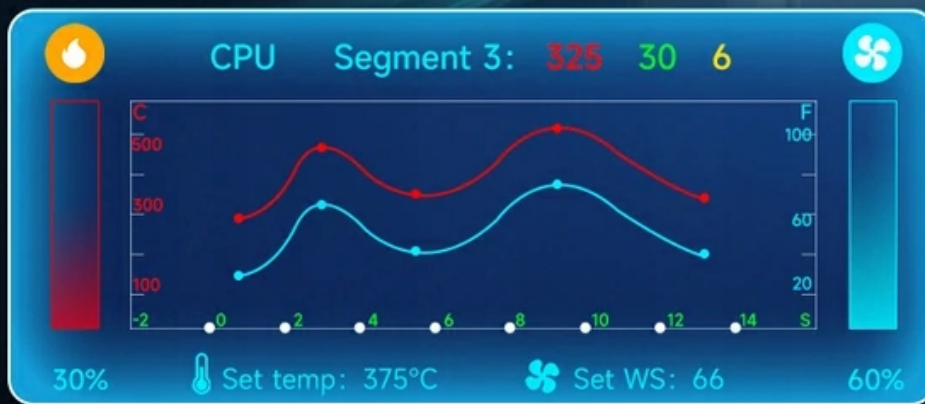 CPU Segment 3: 325 30 6
C F
500 100
300 60
100 20
-2 0 2 4 6 8 10 12 14 S
30% Set temp: 375°C Set WS: 66 60%